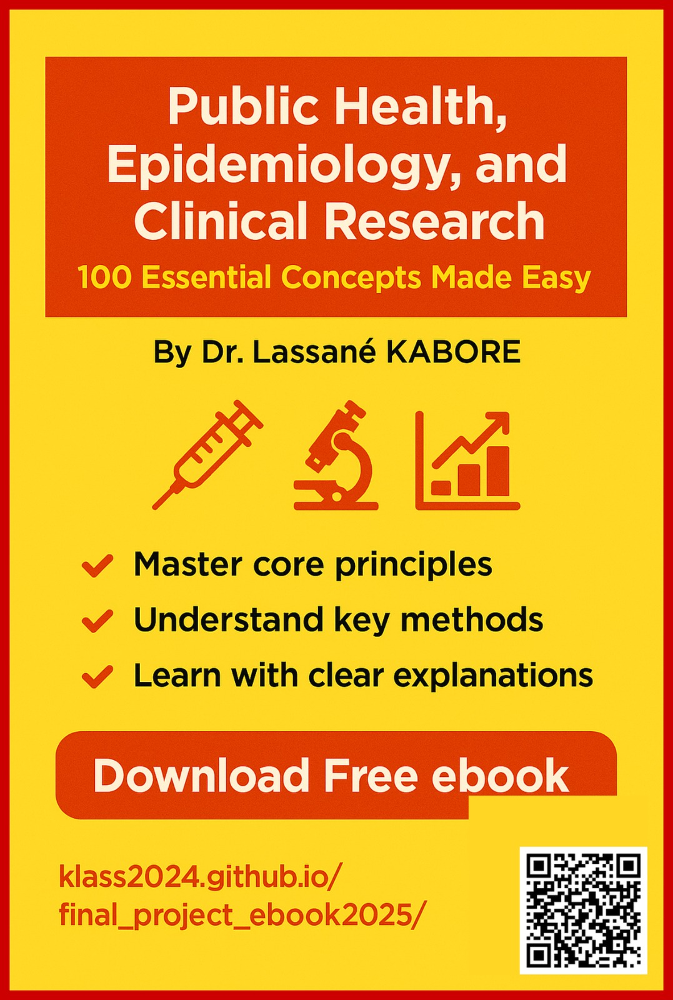 Public Health,
Epidemiology, and
Clinical Research
100 Essential Concepts Made Easy
By Dr. Lassané KABORE
Master core principles
Understand key methods
Learn with clear explanations
Download Free ebook
klass2024.github.io/
final_project_ebook2025/